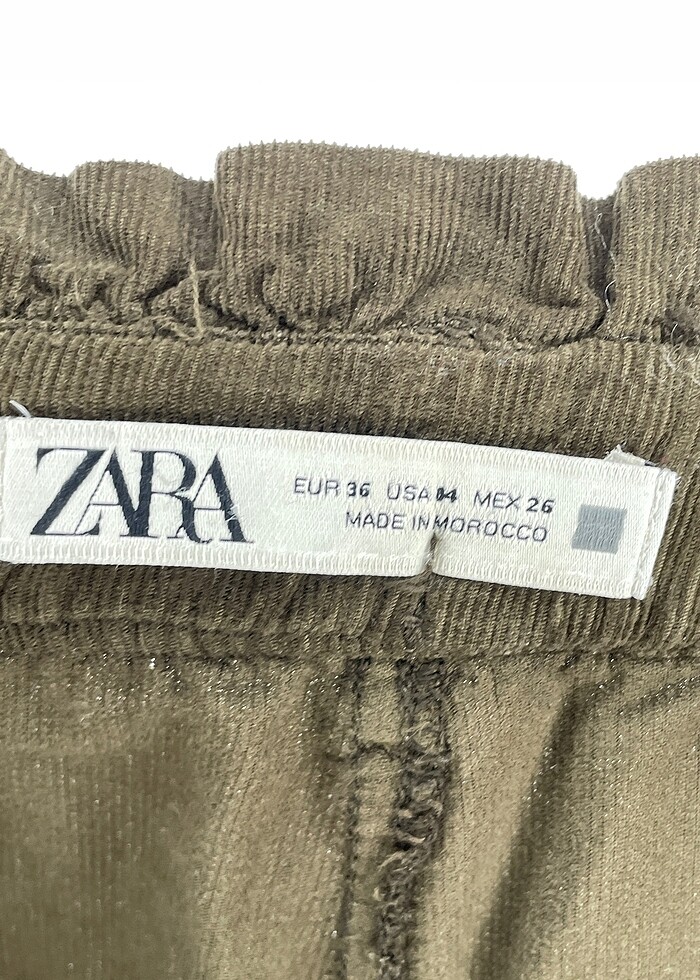 ZARA
EUR 36 USA 04 MEX 26
MADE IN MOROCCO